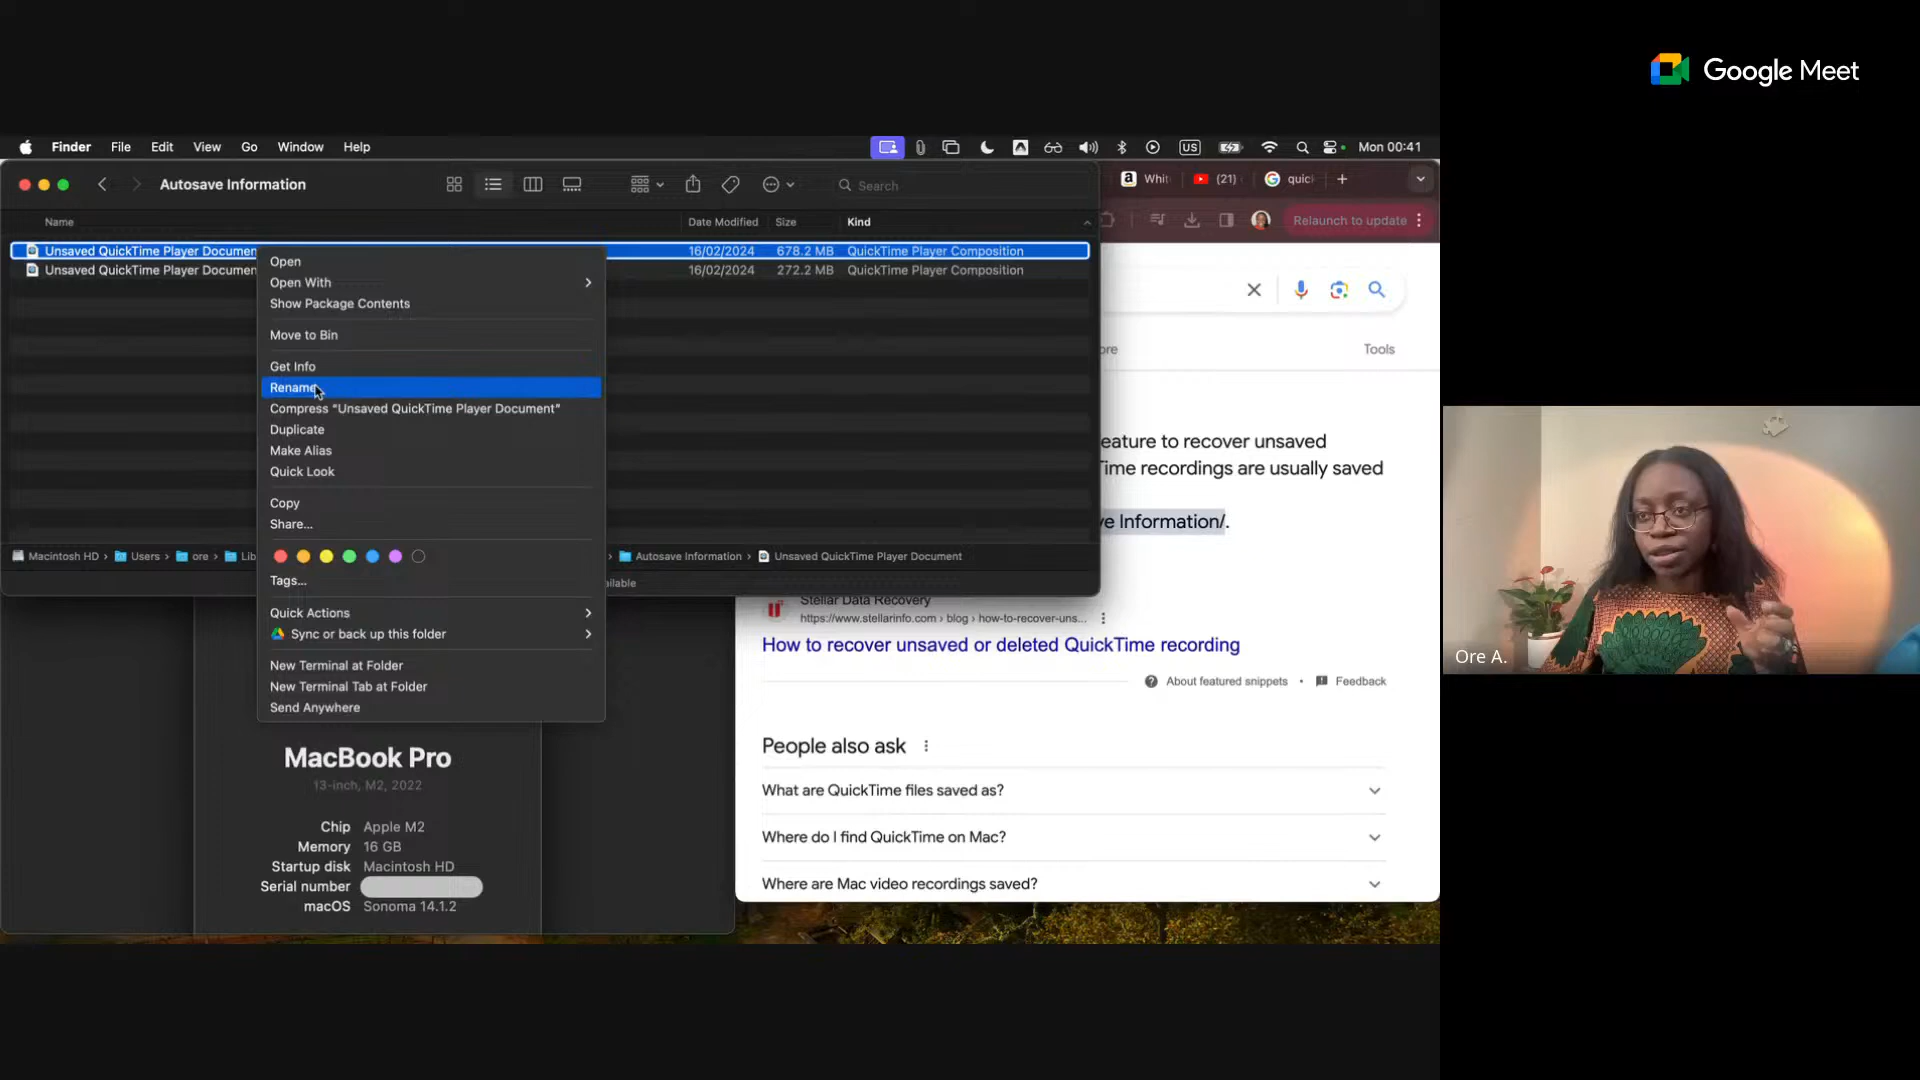 Google Meet
Finder File Edit View Go Window Help
US
Mon 00:41
Autosave Information
Search
Name Date Modified Size Kind
Unsaved QuickTime Player Documen 16/02/2024 678.2 MB QuickTime Player Composition
Unsaved QuickTime Player Documen 16/02/2024 272.2 MB QuickTime Player Composition
Open
Open With
Show Package Contents
Move to Bin
Get Info
Rename
Compress "Unsaved QuickTime Player Document"
Duplicate
Make Alias
Quick Look
Copy
Share...
Tags...
Quick Actions
Sync or back up this folder
New Terminal at Folder
New Terminal Tab at Folder
Send Anywhere
Macintosh HD › Users › ore › Lib › Autosave Information › Unsaved QuickTime Player Document
ilable
MacBook Pro
13-inch, M2, 2022
Chip Apple M2
Memory 16 GB
Startup disk Macintosh HD
Serial number
macOS Sonoma 14.1.2
Whit (21) quic
Relaunch to update
ore Tools
eature to recover unsaved
Time recordings are usually saved
ve Information/.
Stellar Data Recovery
https://www.stellarinfo.com › blog › how-to-recover-uns...
How to recover unsaved or deleted QuickTime recording
About featured snippets • Feedback
People also ask
What are QuickTime files saved as?
Where do I find QuickTime on Mac?
Where are Mac video recordings saved?
Ore A.